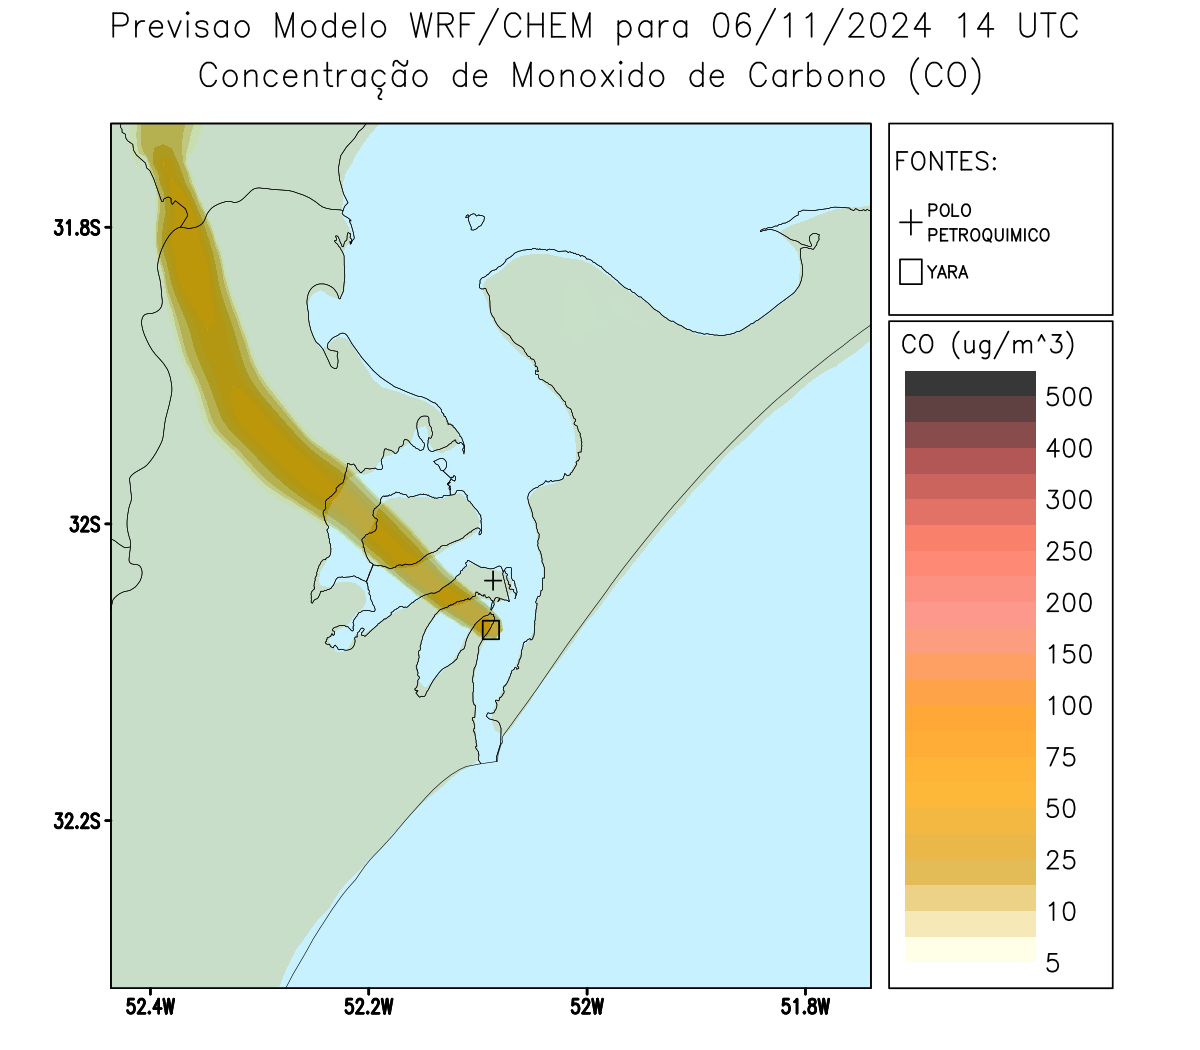 Previsao Modelo WRF/CHEM para 06/11/2024 14 UTC
Concentração de Monoxido de Carbono (CO)
FONTES:
POLO
PETROQUIMICO
YARA
31.8S
32S
32.2S
52.4W
52.2W
52W
51.8W
CO (ug/m^3)
500
400
300
250
200
150
100
75
50
25
10
5